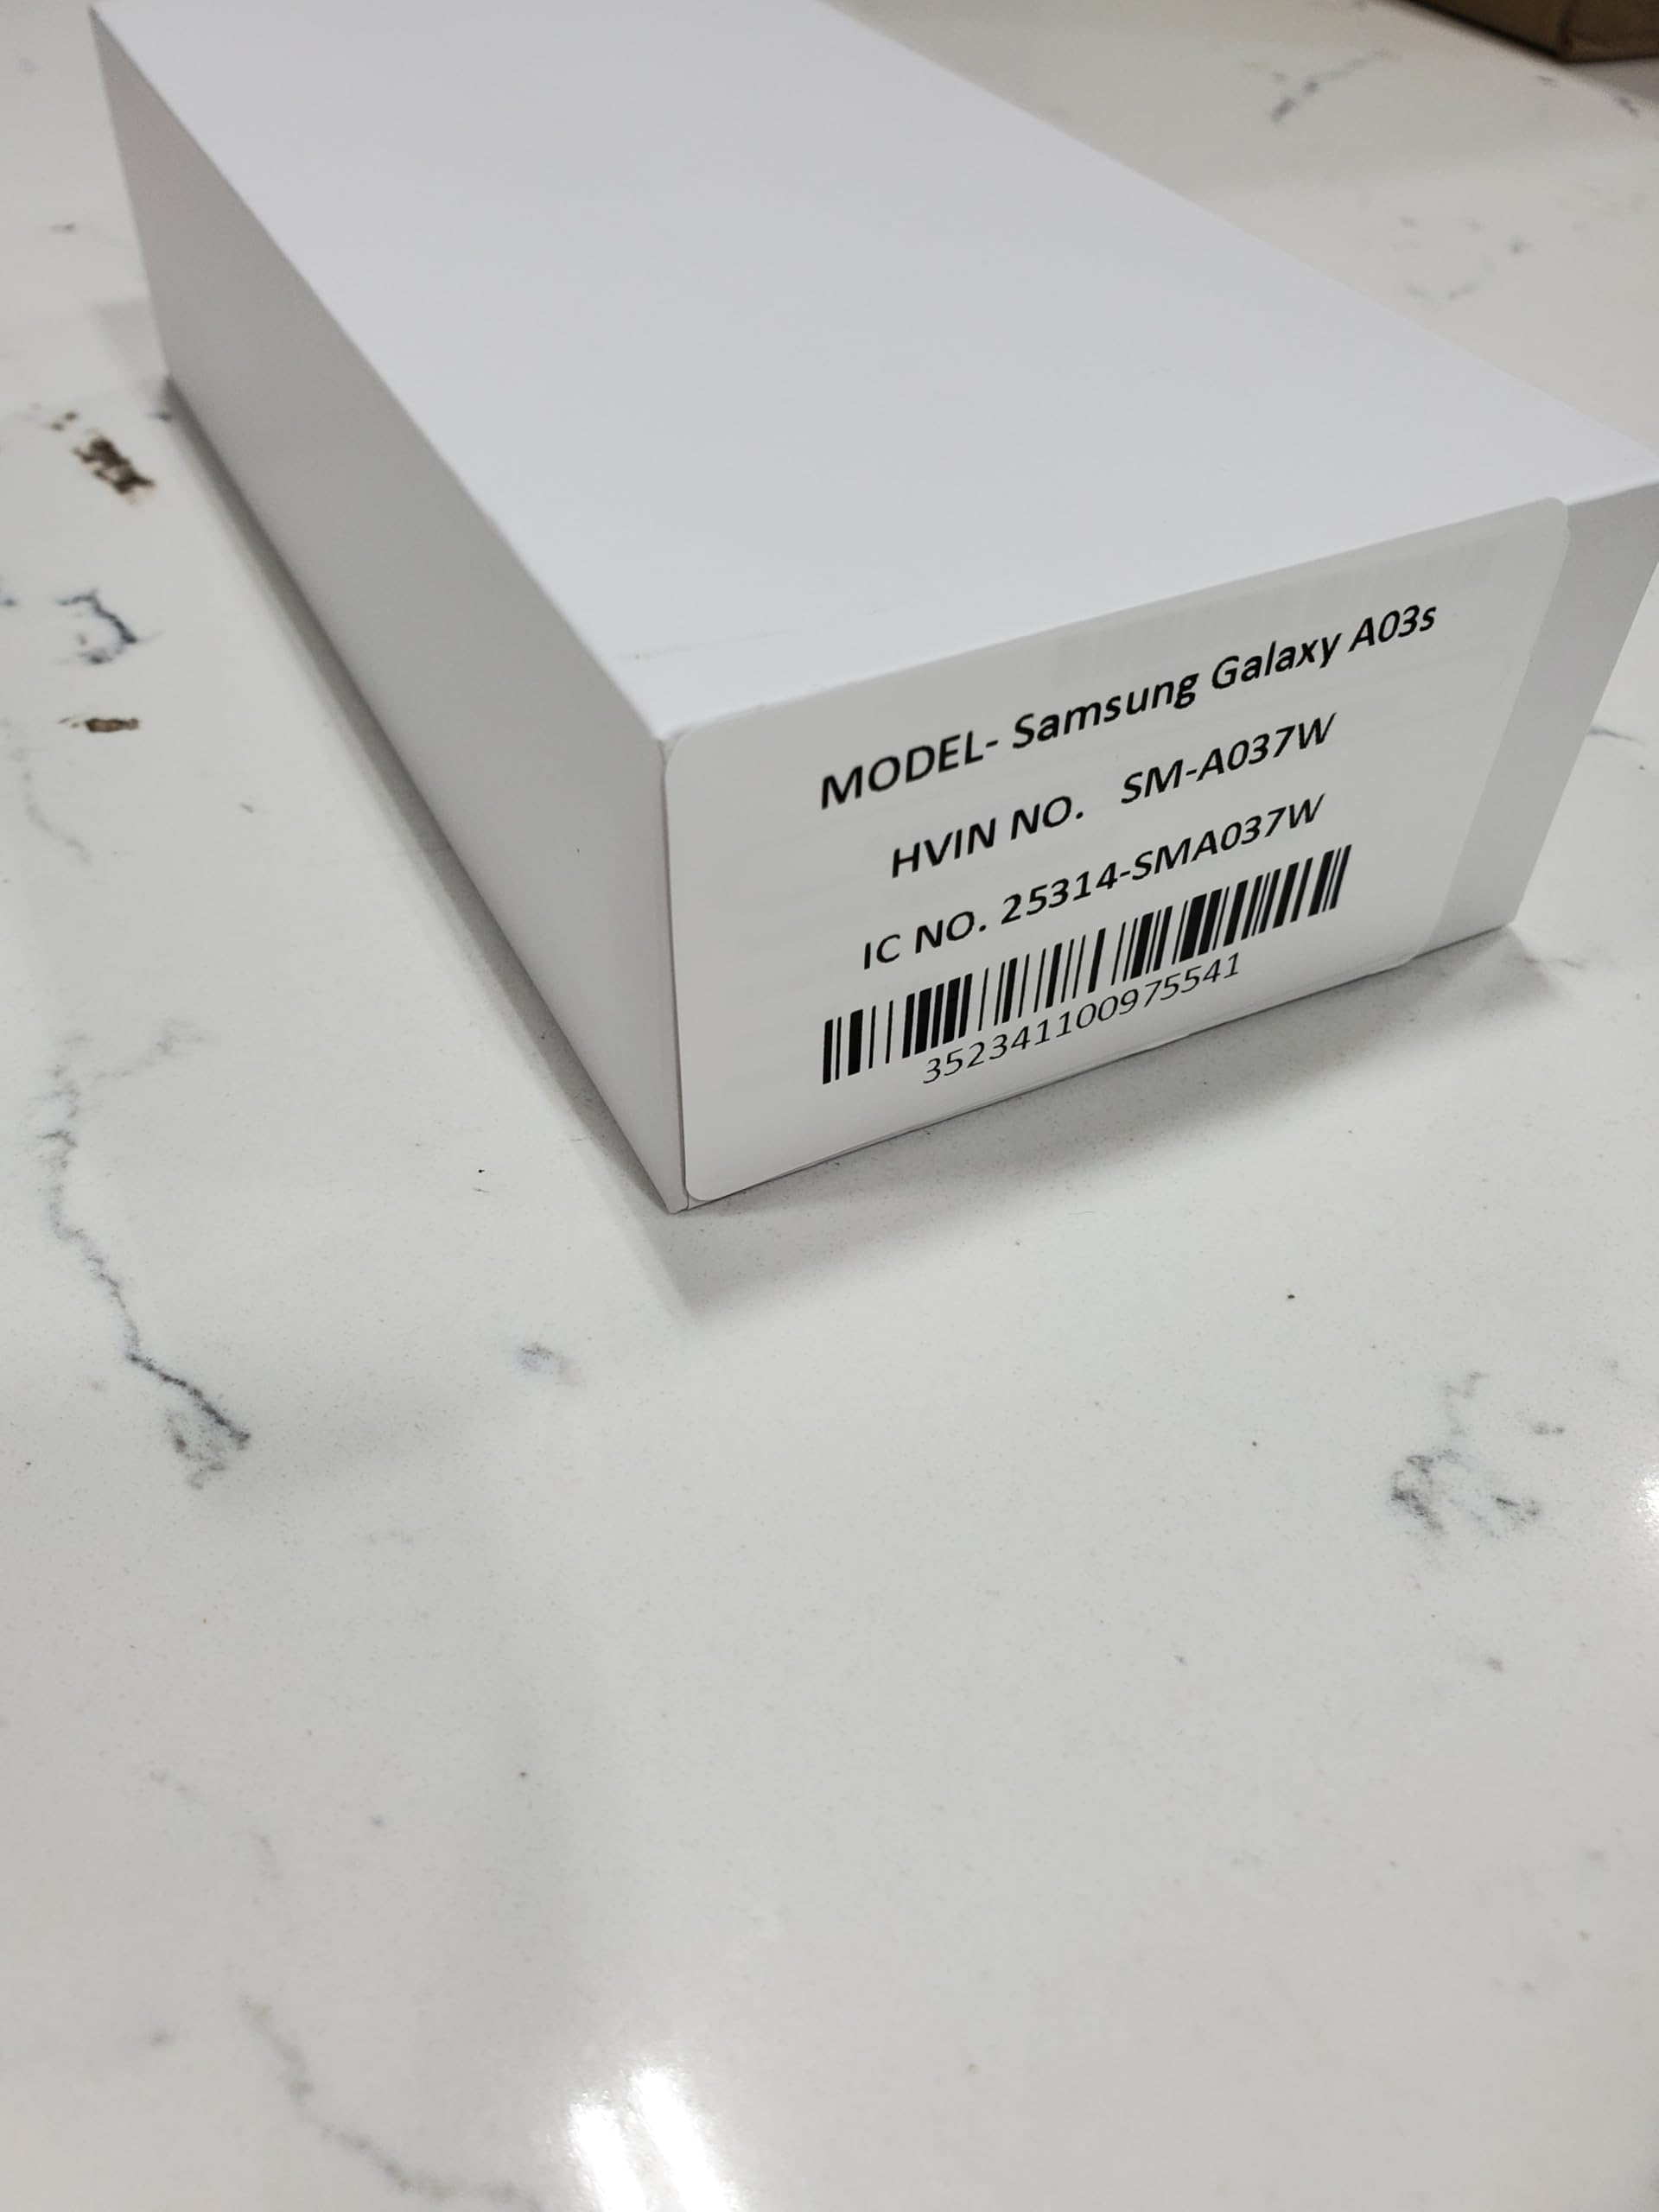 MODEL- Samsung Galaxy A03s
HVIN NO. SM-A037W
IC NO. 25314-SMA037W
352341100975541